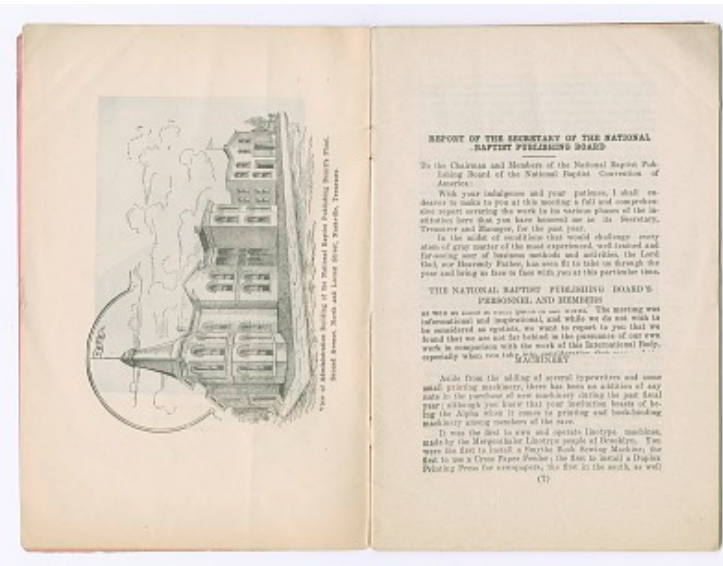 View of Administration Building of the National Baptist Publishing Board's Plant,
Second Avenue, North and Locust Street, Nashville, Tennessee.
REPORT OF THE SECRETARY OF THE NATIONAL
BAPTIST PUBLISHING BOARD
To the Chairman and Members of the National Baptist Pub-
lishing Board of the National Baptist Convention of
America:
With your indulgence and your patience, I shall en-
deavor to make to you at this meeting a full and comprehen-
sive report covering the work in its various phases of the in-
stitution here that you have honored me as its Secretary,
Treasurer and Manager, for the past year.
In the midst of conditions that would challenge every
atom of gray matter of the most experienced, well trained and
far-seeing seer of business methods and activities, the Lord
God, our Heavenly Father, has seen fit to take us through the
year and bring us face to face with you at this particular time.
THE NATIONAL BAPTIST PUBLISHING BOARD'S
PERSONNEL AND MEMBERS
The meeting was
informational and inspirational, and while we do not wish to
be considered as egotists, we want to report to you that we
found that we are not far behind in the pursuance of our own
work in comparison with the work of this International Body,
especially when you take
MACHINERY
Aside from the adding of several typewriters and some
small printing machinery, there has been no addition of any
note in the purchase of new machinery during the past fiscal
year; although you know that your institution boasts of be-
ing the Alpha when it comes to printing and book-binding
machinery among members of the race.
It was the first to own and operate linotype machines,
made by the Mergenthaler Linotype people of Brooklyn. You
were the first to install a Smythe Book Sewing Machine; the
first to use a Cross Paper Feeder; the first to install a Duplex
Printing Press for newspapers, the first in the south, as well
(7)